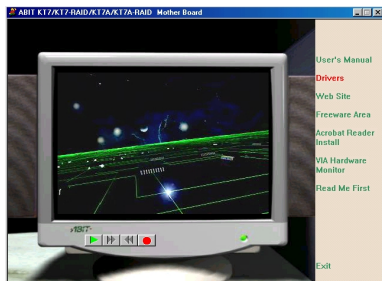 ABIT KT7/KT7-RAID/KT7A/KT7A-RAID Mother Board
User's Manual
Drivers
Web Site
Freeware Area
Acrobat Reader
Install
VIA Hardware
Monitor
Read Me First
ABIT
Exit